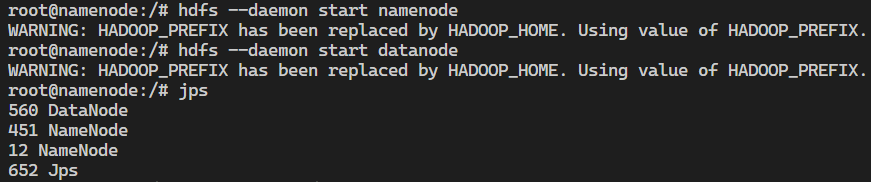 root@namenode:/# hdfs --daemon start namenode
WARNING: HADOOP_PREFIX has been replaced by HADOOP_HOME. Using value of HADOOP_PREFIX.
root@namenode:/# hdfs --daemon start datanode
WARNING: HADOOP_PREFIX has been replaced by HADOOP_HOME. Using value of HADOOP_PREFIX.
root@namenode:/# jps
560 DataNode
451 NameNode
12 NameNode
652 Jps